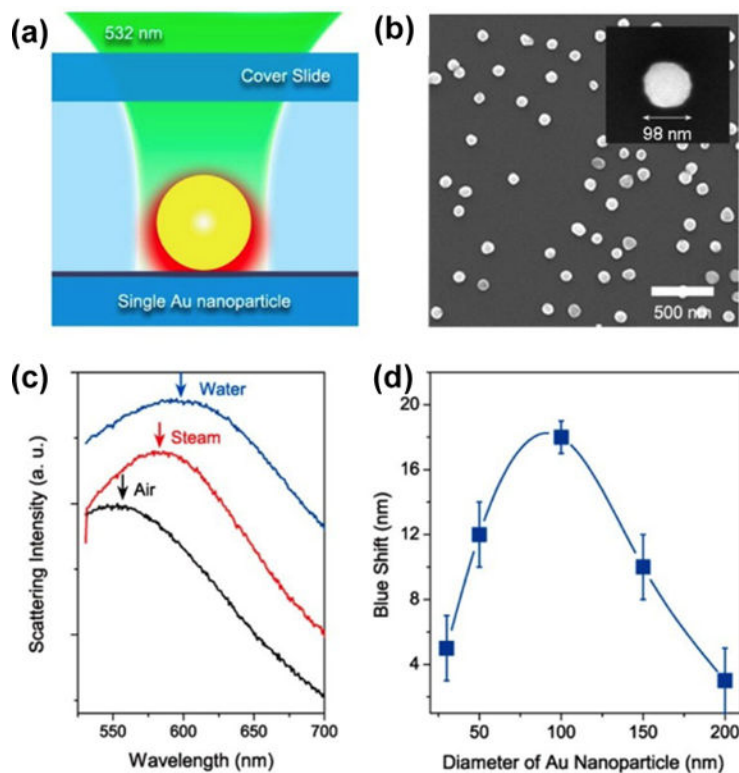 (a)
532 nm
Cover Slide
Single Au nanoparticle
(b)
98 nm
500 nm
(c)
Water
Steam
Air
Scattering Intensity (a. u.)
550 600 650 700
Wavelength (nm)
(d)
20
16
12
8
4
Blue Shift (nm)
50 100 150 200
Diameter of Au Nanoparticle (nm)